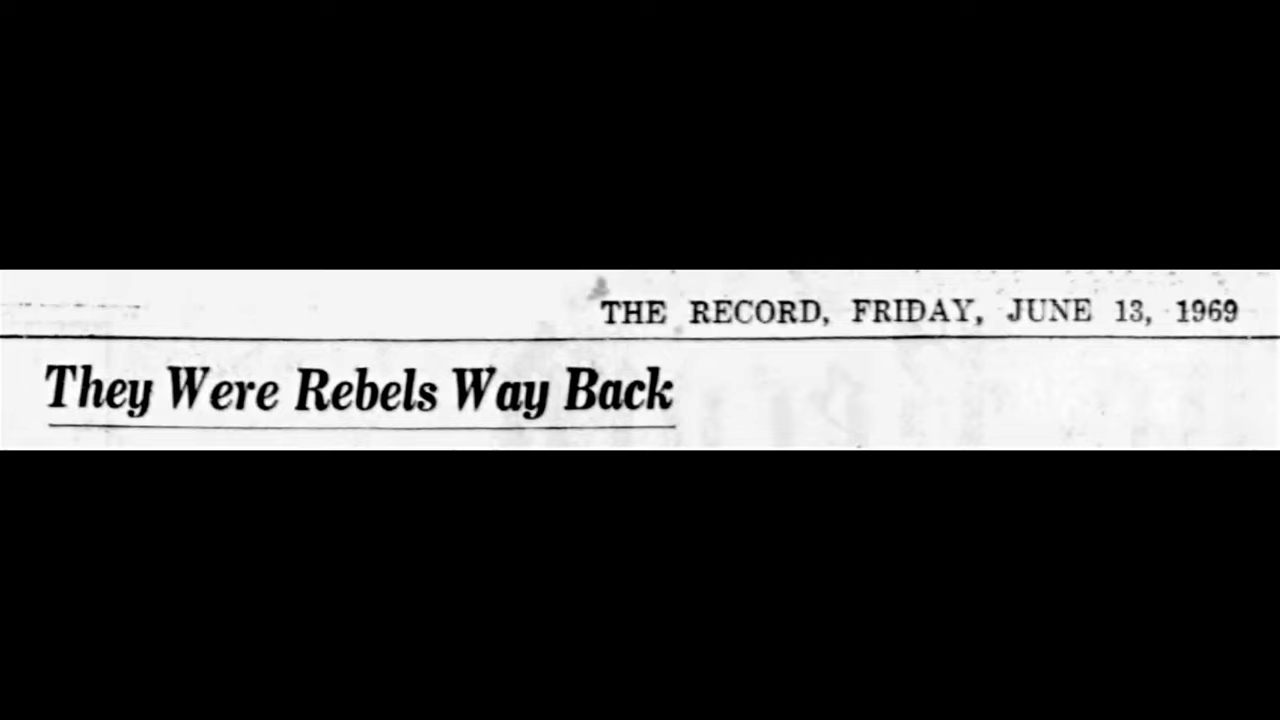 THE RECORD, FRIDAY, JUNE 13, 1969
They Were Rebels Way Back